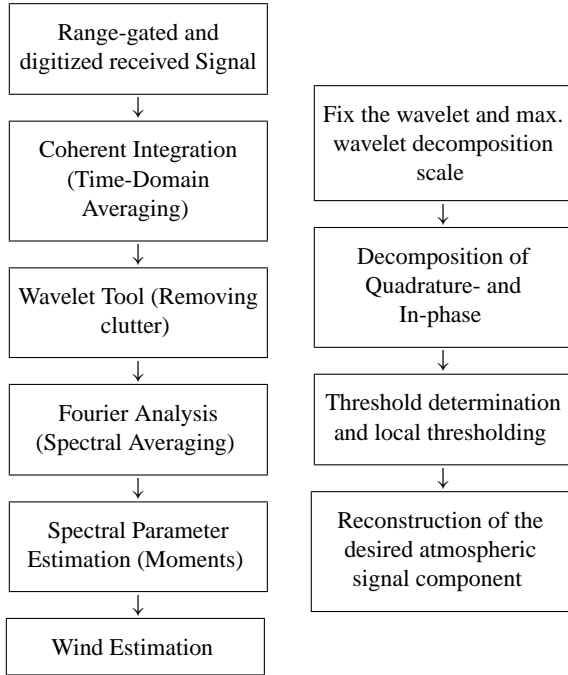 Range-gated and
digitized received Signal
Coherent Integration
(Time-Domain
Averaging)
Wavelet Tool (Removing
clutter)
Fourier Analysis
(Spectral Averaging)
Spectral Parameter
Estimation (Moments)
Wind Estimation
Fix the wavelet and max.
wavelet decomposition
scale
Decomposition of
Quadrature- and
In-phase
Threshold determination
and local thresholding
Reconstruction of the
desired atmospheric
signal component